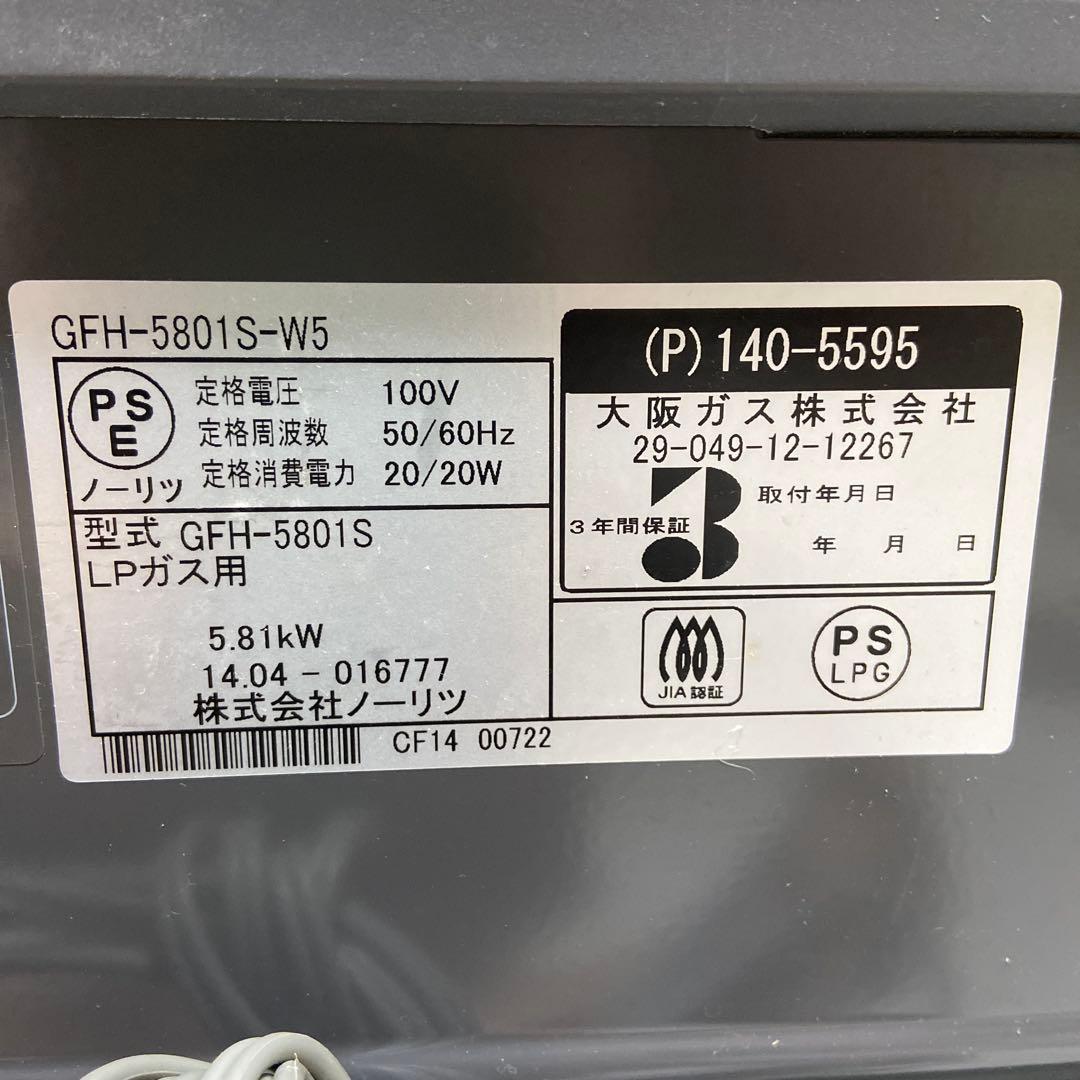 GFH-5801S-W5
PS
E
ノーリツ
定格電圧 100V
定格周波数 50/60Hz
定格消費電力 20/20W
型式 GFH-5801S
LPガス用
5.81kW
14.04-016777
株式会社ノーリツ
CF14 00722
(P)140-5595
大阪ガス株式会社
29-049-12-12267
3
3年間保証
取付年月日
年 月 日
JIA認証
PS
LPG